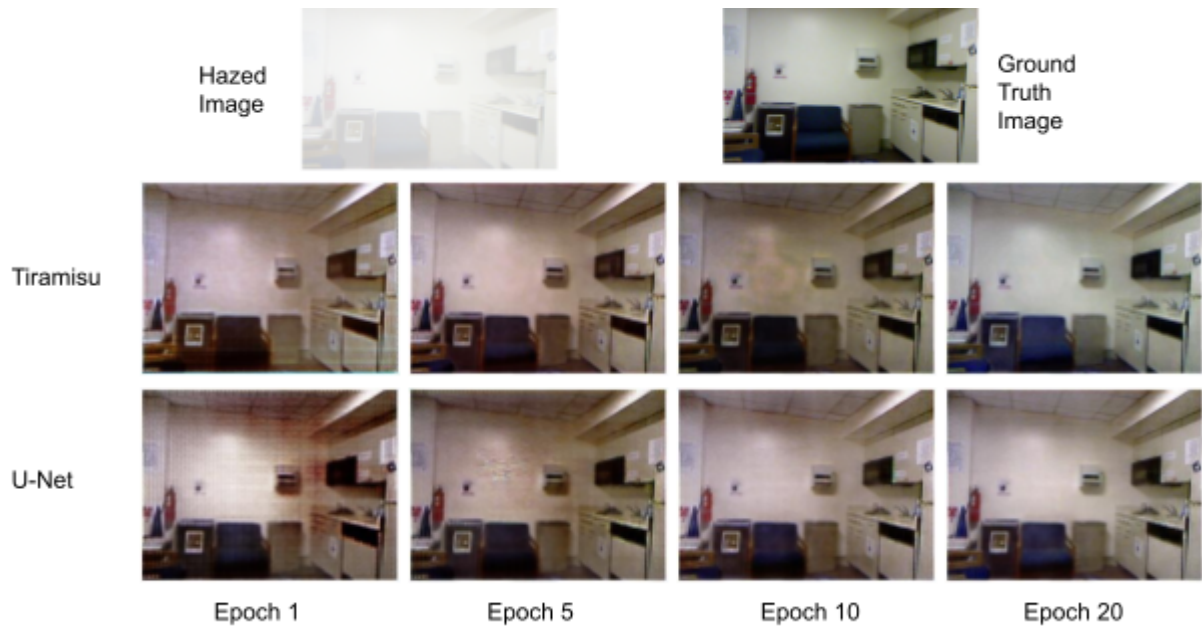 Hazed
Image
Ground
Truth
Image
Tiramisu
U-Net
Epoch 1
Epoch 5
Epoch 10
Epoch 20